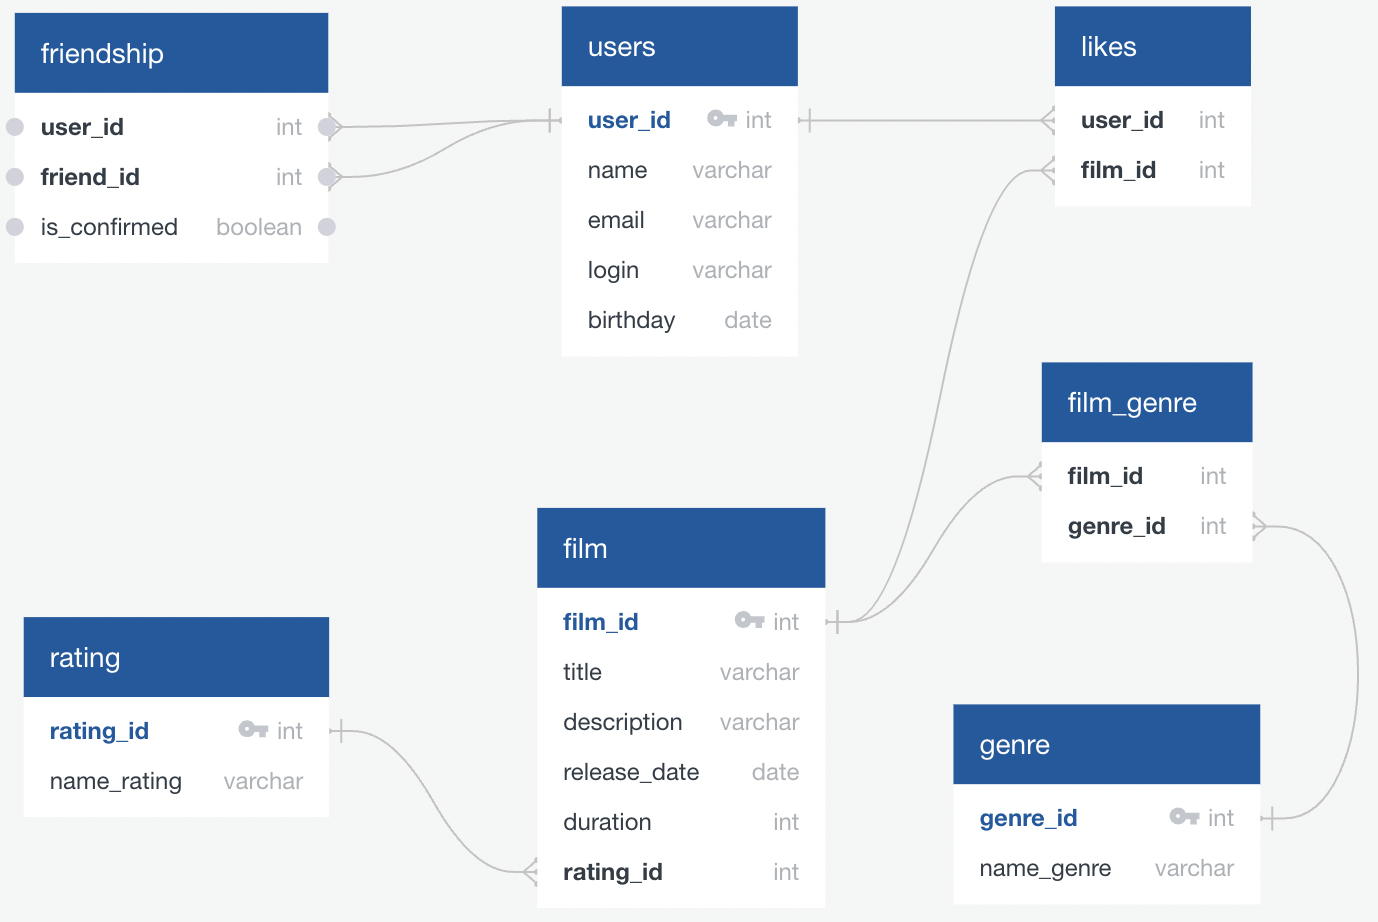 friendship
user_id int
friend_id int
is_confirmed boolean
users
user_id int
name varchar
email varchar
login varchar
birthday date
likes
user_id int
film_id int
film_genre
film_id int
genre_id int
film
film_id int
title varchar
description varchar
release_date date
duration int
rating_id int
rating
rating_id int
name_rating varchar
genre
genre_id int
name_genre varchar